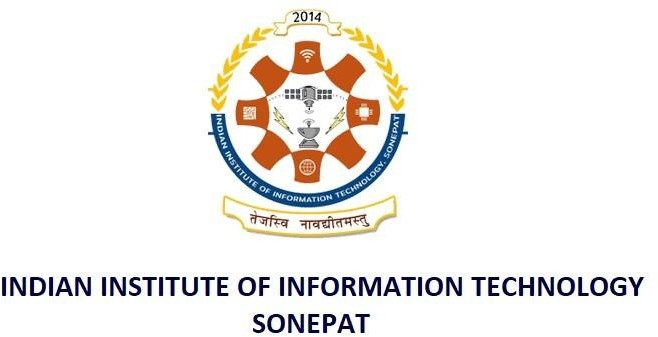 2014
INDIAN INSTITUTE OF INFORMATION TECHNOLOGY, SONEPAT
तेजस्वि नावधीतमस्तु
INDIAN INSTITUTE OF INFORMATION TECHNOLOGY
SONEPAT